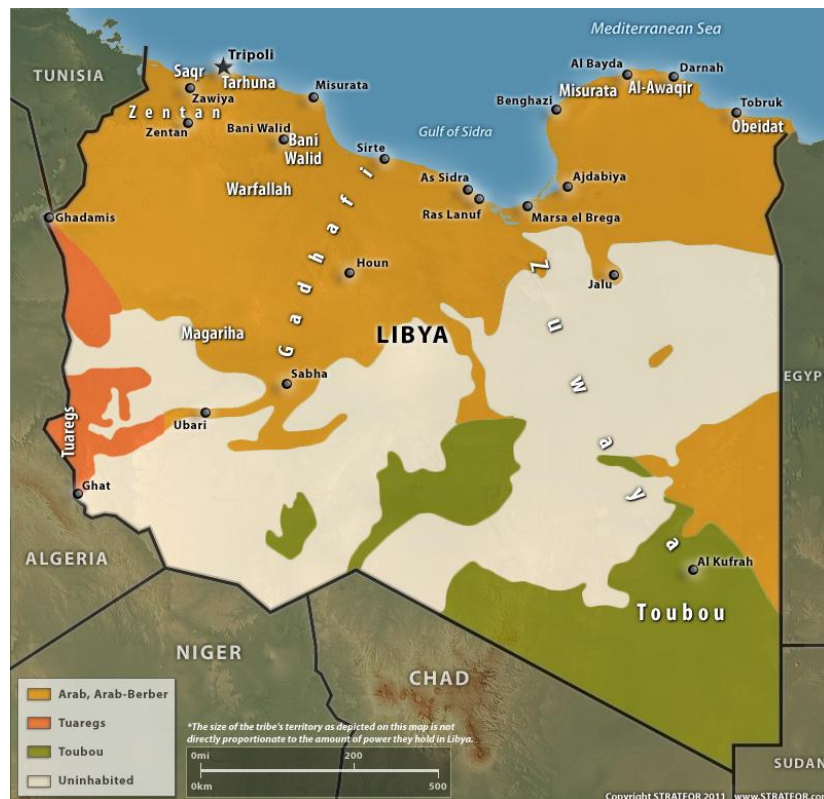 Mediterranean Sea
TUNISIA
Tripoli
Saqr
Tarhuna
Zawiya
Misurata
Zentan
Zentan
Bani Walid
Bani
Walid
Sirte
Warfallah
Gulf of Sidra
Al Bayda
Darnah
Misurata
Al-Awaqir
Benghazi
Tobruk
Obeidat
As Sidra
Ajdabiya
Ras Lanuf
Marsa el Brega
Ghadamis
Gadhafi
Houn
Zuwaya
Jalu
Magariha
LIBYA
Sabha
EGYP
Ubari
Tuaregs
Ghat
ALGERIA
Al Kufrah
Toubou
NIGER
CHAD
SUDAN
Arab, Arab-Berber
Tuaregs
Toubou
Uninhabited
*The size of the tribe's territory as depicted on this map is not
directly proportionate to the amount of power they hold in Libya.
0mi 200
0km 500
Copyright STRATFOR 2011 www.STRATFOR.com